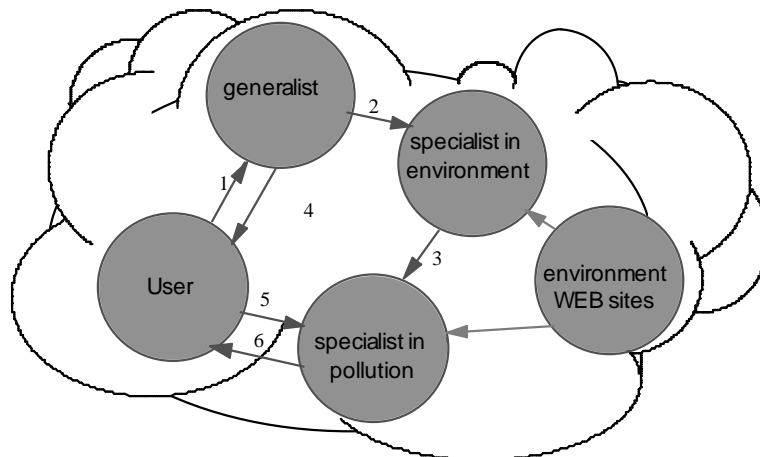 generalist
2
specialist in
environment
1
4
3
User
environment
WEB sites
5
6
specialist in
pollution